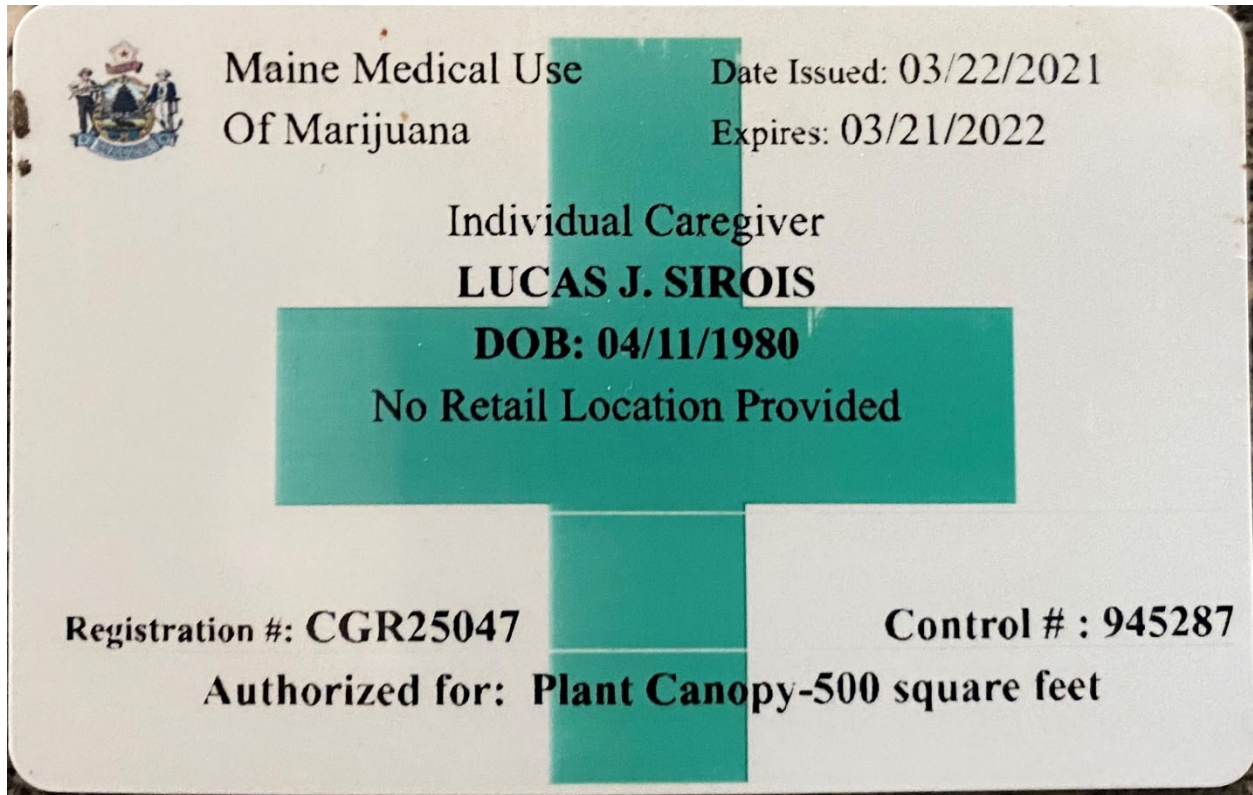 Maine Medical Use
Of Marijuana
Date Issued: 03/22/2021
Expires: 03/21/2022
Individual Caregiver
LUCAS J. SIROIS
DOB: 04/11/1980
No Retail Location Provided
Registration #: CGR25047
Control # : 945287
Authorized for: Plant Canopy-500 square feet